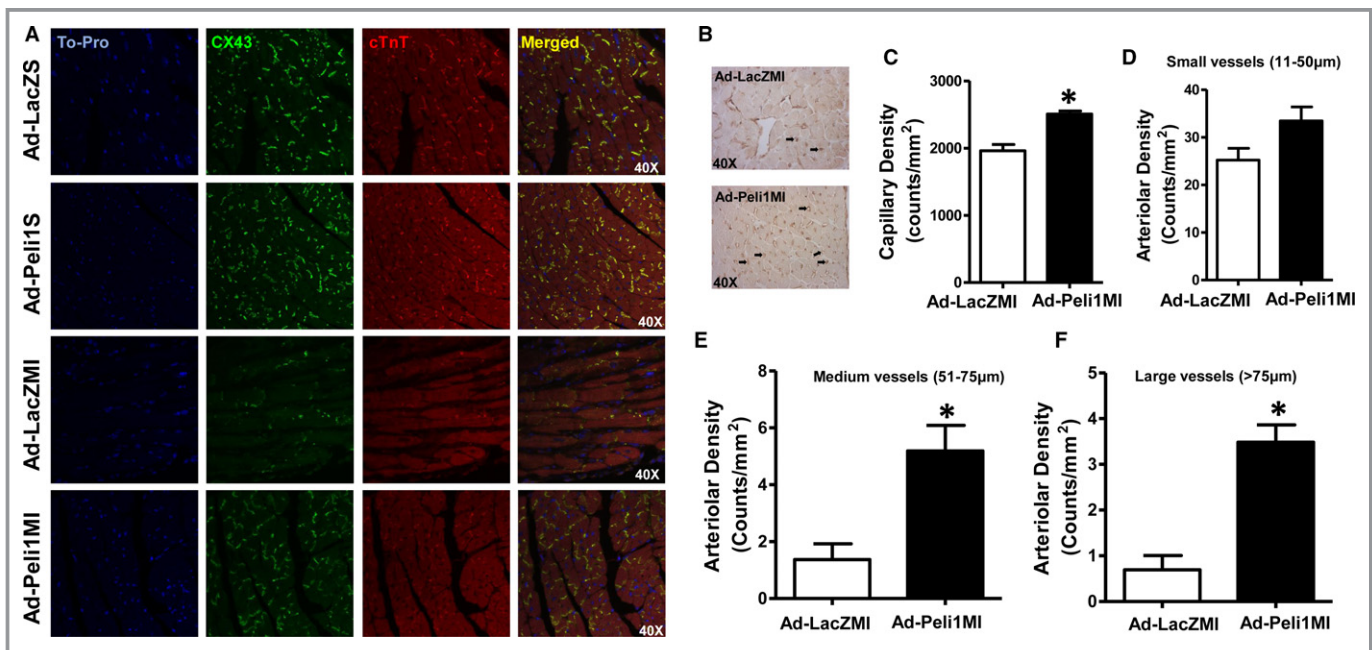 A
To-Pro
CX43
cTnT
Merged
Ad-LacZS
40X
Ad-Peli1S
40X
Ad-LacZMI
40X
Ad-Peli1MI
40X
B
Ad-LacZMI
40X
Ad-Peli1MI
40X
C
Capillary Density
(counts/mm²)
3000
2000
1000
0
*
Ad-LacZMI
Ad-Peli1MI
D
Small vessels (11-50µm)
Arteriolar Density
(Counts/mm²)
40
30
20
10
0
Ad-LacZMI
Ad-Peli1MI
E
Medium vessels (51-75µm)
Arteriolar Density
(Counts/mm²)
8
6
4
2
0
*
Ad-LacZMI
Ad-Peli1MI
F
Large vessels (>75µm)
Arteriolar Density
(Counts/mm²)
5
4
3
2
1
0
*
Ad-LacZMI
Ad-Peli1MI